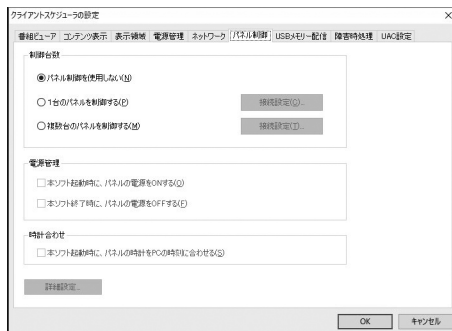 クライアントスケジューラの設定
番組ビューア コンテンツ表示 表示領域 電源管理 ネットワーク パネル制御 USBメモリー配信 障害時処理 UAC設定
制御台数
パネル制御を使用しない(N)
1台のパネルを制御する(P)
接続設定(C)...
複数台のパネルを制御する(M)
接続設定(T)...
電源管理
本ソフト起動時に、パネルの電源をONする(O)
本ソフト終了時に、パネルの電源をOFFする(F)
時計合わせ
本ソフト起動時に、パネルの時計をPCの時刻に合わせる(S)
詳細設定...
OK キャンセル